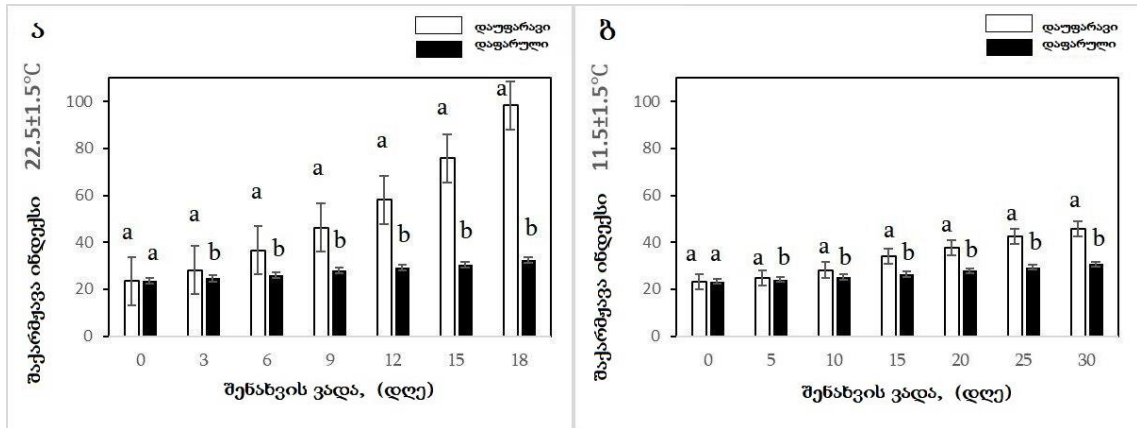 ა
დაუფარავი
დაფარული
შაქარმჟავა ინდექსი 22.5±1.5°C
100
80
60
40
20
0
a a
a b
a b
a b
a b
a b
a b
0 3 6 9 12 15 18
შენახვის ვადა, (დღე)
ბ
დაუფარავი
დაფარული
შაქარმჟავა ინდექსი 11.5±1.5°C
100
80
60
40
20
0
a a
a b
a b
a b
a b
a b
a b
0 5 10 15 20 25 30
შენახვის ვადა, (დღე)